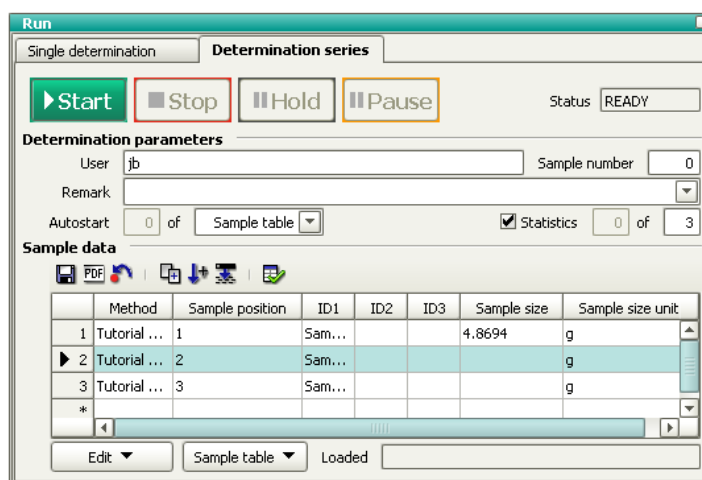 Run
Single determination Determination series
Start Stop Hold Pause Status READY
Determination parameters
User jb Sample number 0
Remark
Autostart 0 of Sample table Statistics 0 of 3
Sample data
PDF
Method Sample position ID1 ID2 ID3 Sample size Sample size unit
1 Tutorial ... 1 Sam... 4.8694 g
2 Tutorial ... 2 Sam... g
3 Tutorial ... 3 Sam... g
*
Edit Sample table Loaded